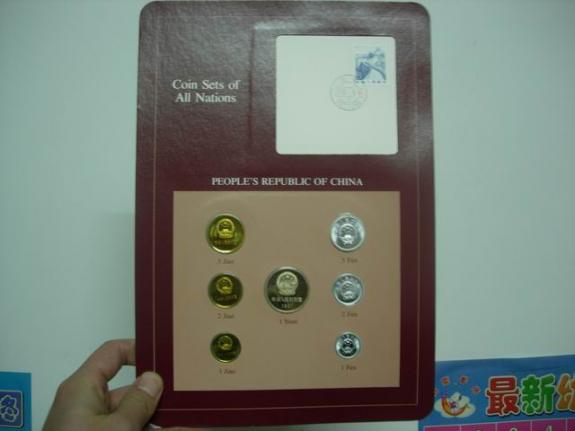 Coin Sets of
All Nations
PEOPLE'S REPUBLIC OF CHINA
5 Jiao
5 Fen
2 Jiao
1 Yuan
2 Fen
1 Jiao
1 Fen
最新